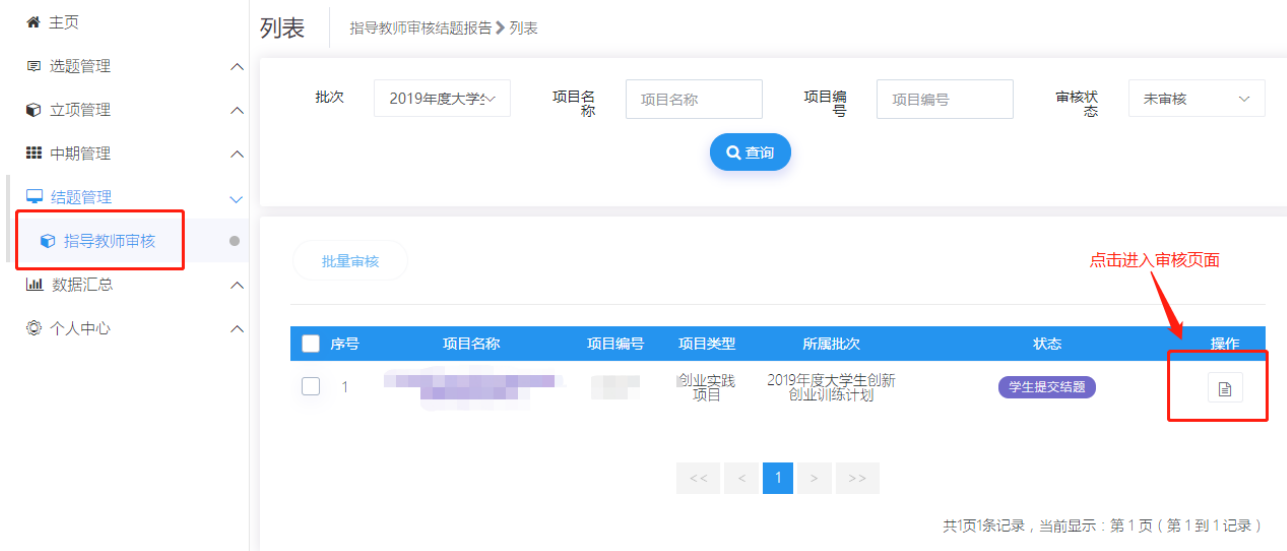 主页
选题管理
立项管理
中期管理
结题管理
指导教师审核
数据汇总
个人中心
列表
指导教师审核结题报告 列表
批次
2019年度大学生
项目名
称
项目名称
项目编
号
项目编号
审核状
态
未审核
查询
批量审核
点击进入审核页面
序号 项目名称 项目编号 项目类型 所属批次 状态 操作
1
创业实践
项目
2019年度大学生创新
创业训练计划
学生提交结题
<< < 1 > >>
共1页1条记录，当前显示：第 1 页 ( 第 1 到 1 记录 )